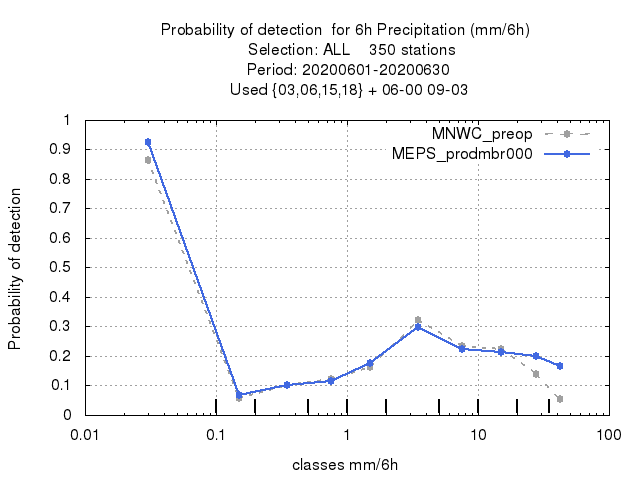 Probability of detection  for 6h Precipitation (mm/6h)
Selection: ALL    350 stations
Period: 20200601-20200630
Used {03,06,15,18} + 06-00 09-03
MNWC_preop
MEPS_prodmbr000
Probability of detection
1
0.9
0.8
0.7
0.6
0.5
0.4
0.3
0.2
0.1
0
0.01 0.1 1 10 100
classes mm/6h